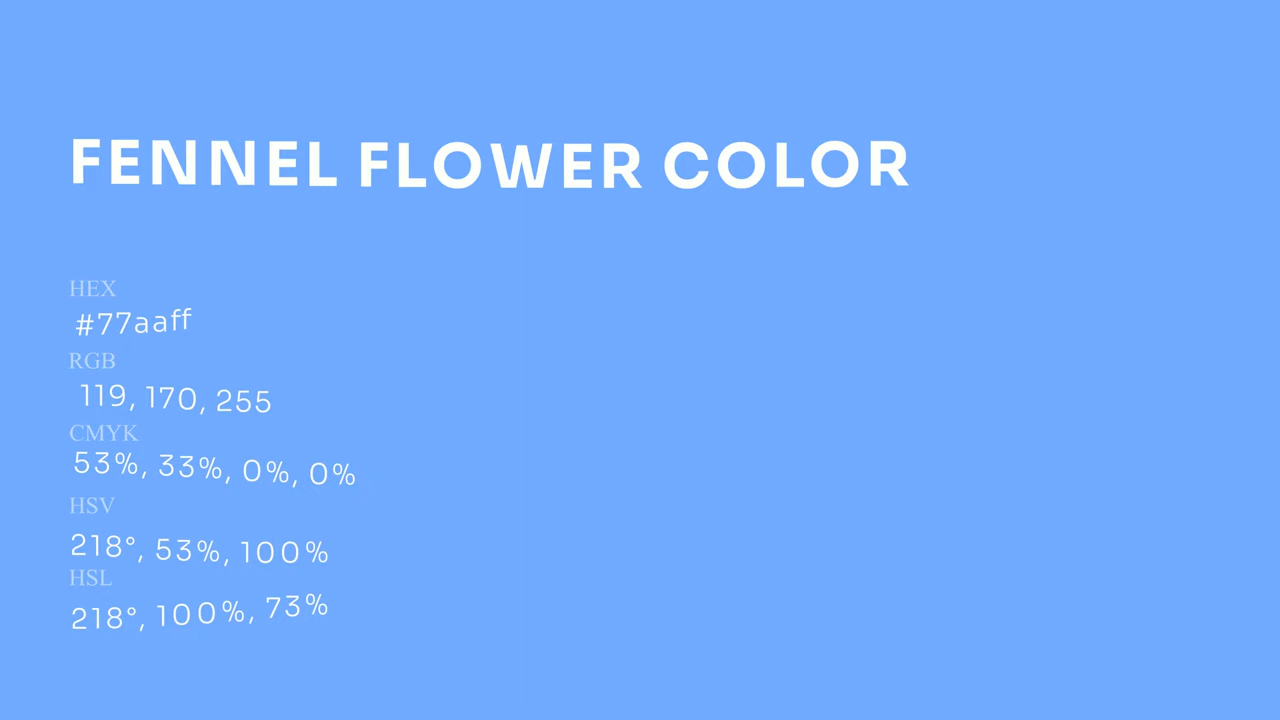 FENNEL FLOWER COLOR
HEX
#77aaff
RGB
119, 170, 255
CMYK
53%, 33%, 0%, 0%
HSV
218°, 53%, 100%
HSL
218°, 100%, 73%